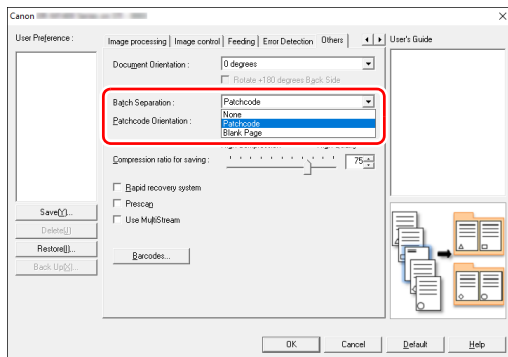 Canon
User Preference :
Image processing | Image control | Feeding | Error Detection | Others
User's Guide
Document Orientation :
0 degrees
Rotate +180 degrees Back Side
Batch Separation :
Patchcode
None
Patchcode
Blank Page
Patchcode Orientation :
Compression ratio for saving :
75
Rapid recovery system
Prescan
Use MultiStream
Barcodes...
Save(Y)...
Delete(J)
Restore(I)...
Back Up(X)...
OK
Cancel
Default
Help